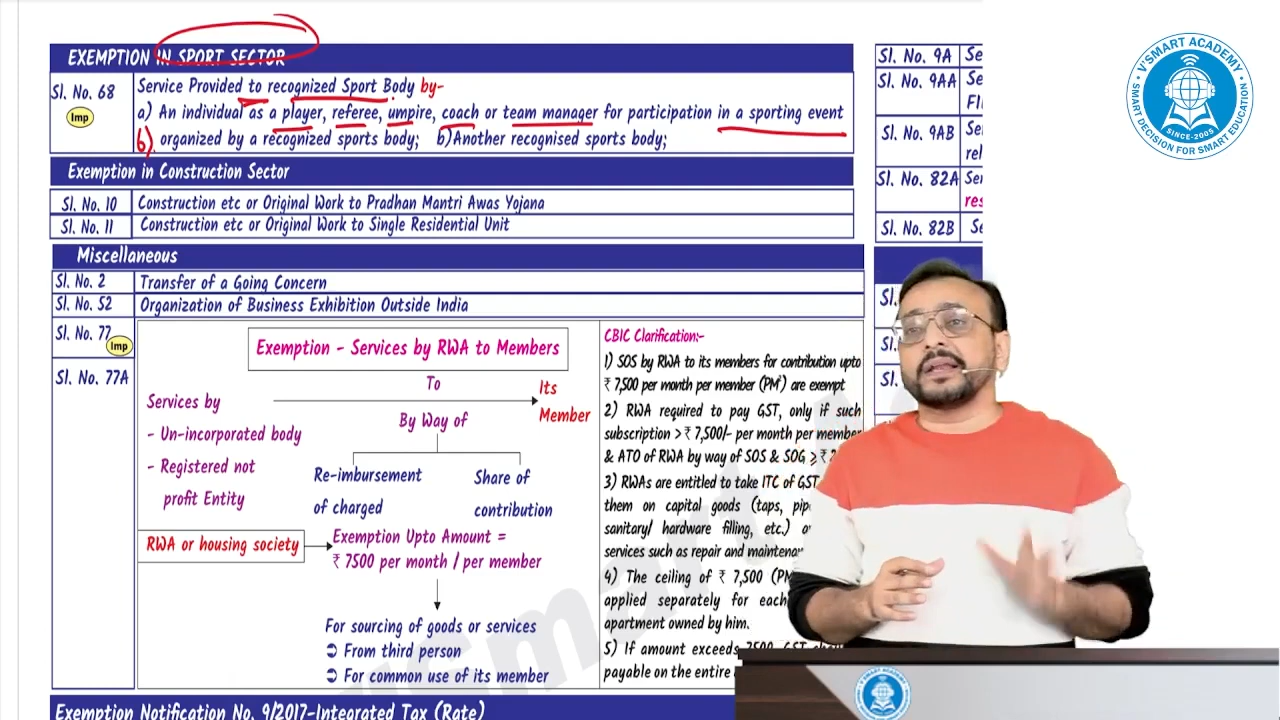 EXEMPTION IN SPORT SECTOR
Sl. No. 68
Imp
Service Provided to recognized Sport Body by-
a) An individual as a player, referee, umpire, coach or team manager for participation in a sporting event
b)
organized by a recognized sports body; b)Another recognised sports body;
Exemption in Construction Sector
Sl. No. 10
Construction etc or Original Work to Pradhan Mantri Awas Yojana
Sl. No. 11
Construction etc or Original Work to Single Residential Unit
Miscellaneous
Sl. No. 2
Transfer of a Going Concern
Sl. No. 52
Organization of Business Exhibition Outside India
Sl. No. 77
Imp
Sl. No. 77A
Exemption - Services by RWA to Members
To
Its
Member
Services by
- Un-incorporated body
- Registered not
profit Entity
By Way of
Re-imbursement
of charged
Share of
contribution
RWA or housing society
Exemption Upto Amount =
₹ 7500 per month / per member
For sourcing of goods or services
➲ From third person
➲ For common use of its member
CBIC Clarification:-
1) SOS by RWA to its members for contribution upto
₹ 7,500 per month per member (PM²) are exempt
2) RWA required to pay GST, only if such
subscription > ₹ 7,500/- per month per member
& ATO of RWA by way of SOS & SOG ≥ ₹
3) RWAs are entitled to take ITC of GST
them on capital goods (taps,
sanitary/ hardware filling, etc.)
services such as repair and
4) The ceiling of ₹ 7,500
applied separately for each
apartment owned by him.
5) If amount exceeds 7500 GST
payable on the entire
Exemption Notification No. 9/2017-Integrated Tax (Rate)
Sl. No. 9A
Sl. No. 9AA
Sl. No. 9AB
Sl. No. 82A
Sl. No. 82B
V'SMART ACADEMY
SINCE-2005
SMART DECISION FOR SMART EDUCATION